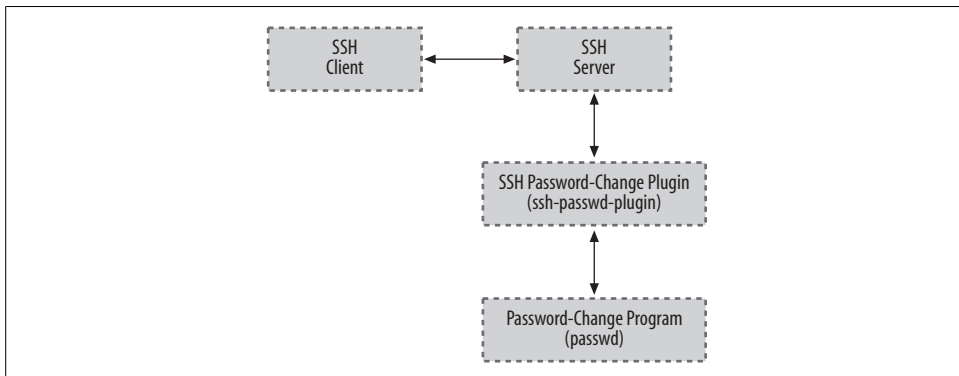 SSH
Client
SSH
Server
SSH Password-Change Plugin
(ssh-passwd-plugin)
Password-Change Program
(passwd)